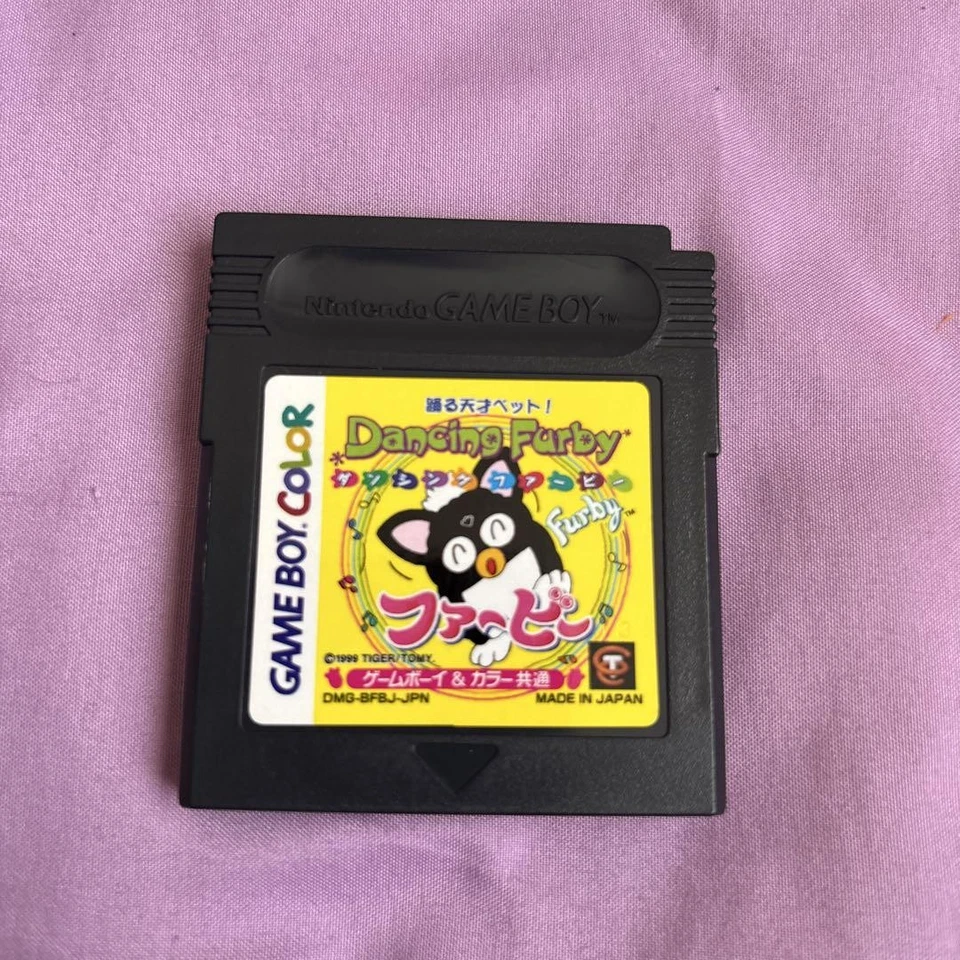 Nintendo GAME BOY™
GAME BOY COLOR
踊る天才ペット!
Dancing Furby
ダンシングファービー
Furby™
ファービー
©1999 TIGER/TOMY.
ゲームボーイ & カラー共通
DMG-BFBJ-JPN
MADE IN JAPAN